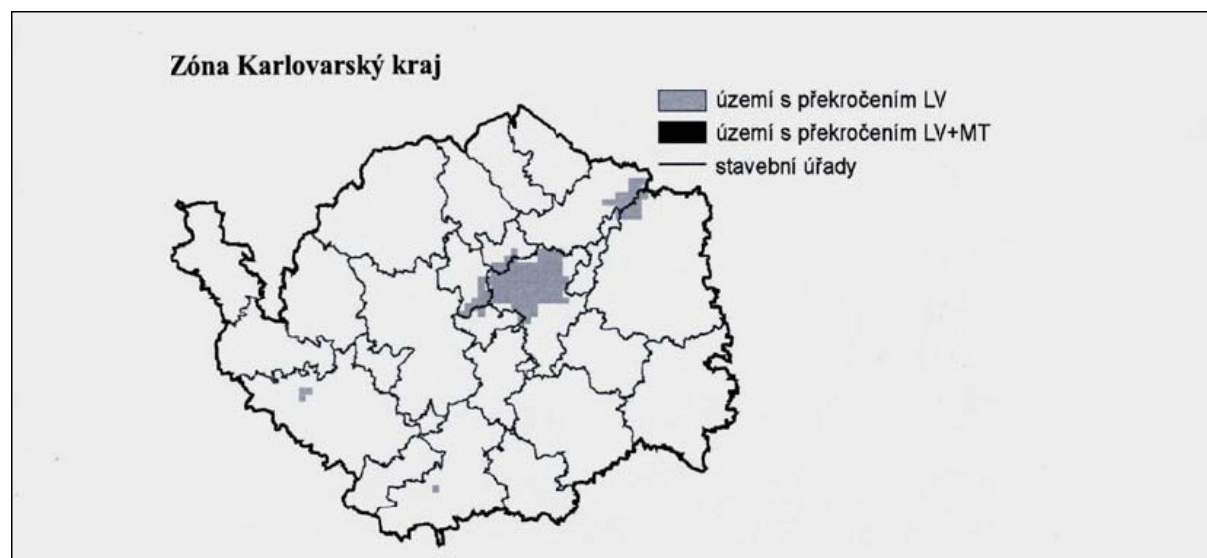 Zóna Karlovarský kraj
území s překročením LV
území s překročením LV+MT
stavební úřady